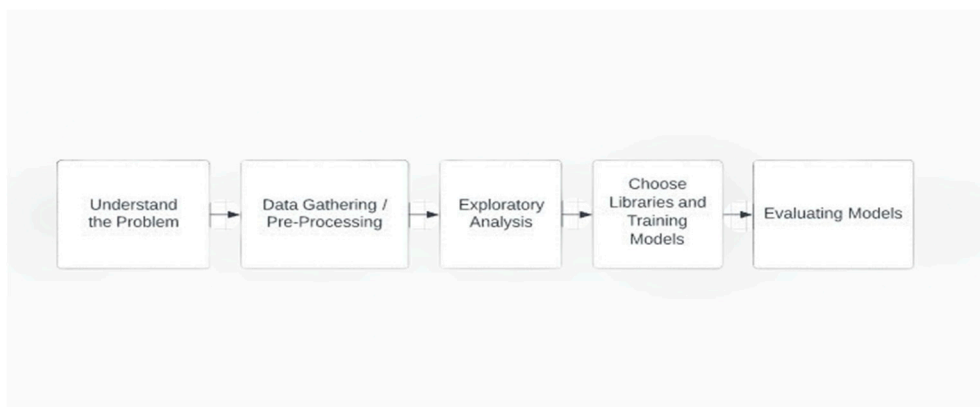 Understand
the Problem
Data Gathering /
Pre-Processing
Exploratory
Analysis
Choose
Libraries and
Training
Models
Evaluating Models